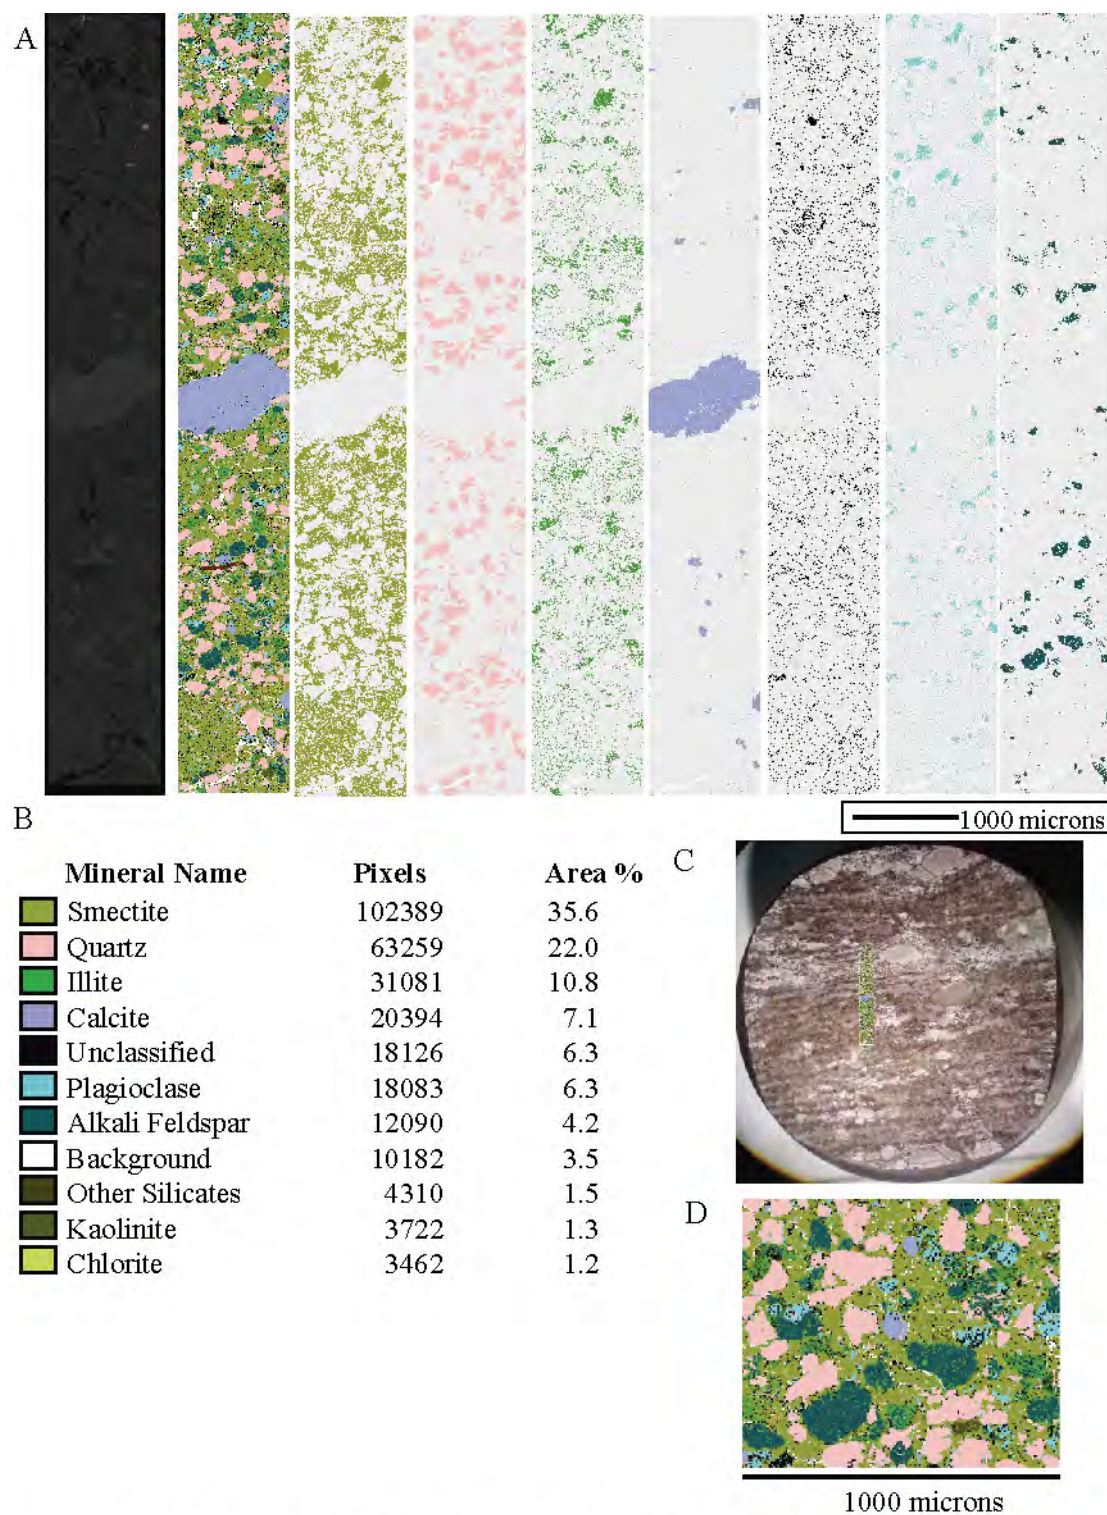 A
1000 microns
B
Mineral Name Pixels Area %
Smectite 102389 35.6
Quartz 63259 22.0
Illite 31081 10.8
Calcite 20394 7.1
Unclassified 18126 6.3
Plagioclase 18083 6.3
Alkali Feldspar 12090 4.2
Background 10182 3.5
Other Silicates 4310 1.5
Kaolinite 3722 1.3
Chlorite 3462 1.2
C
D
1000 microns